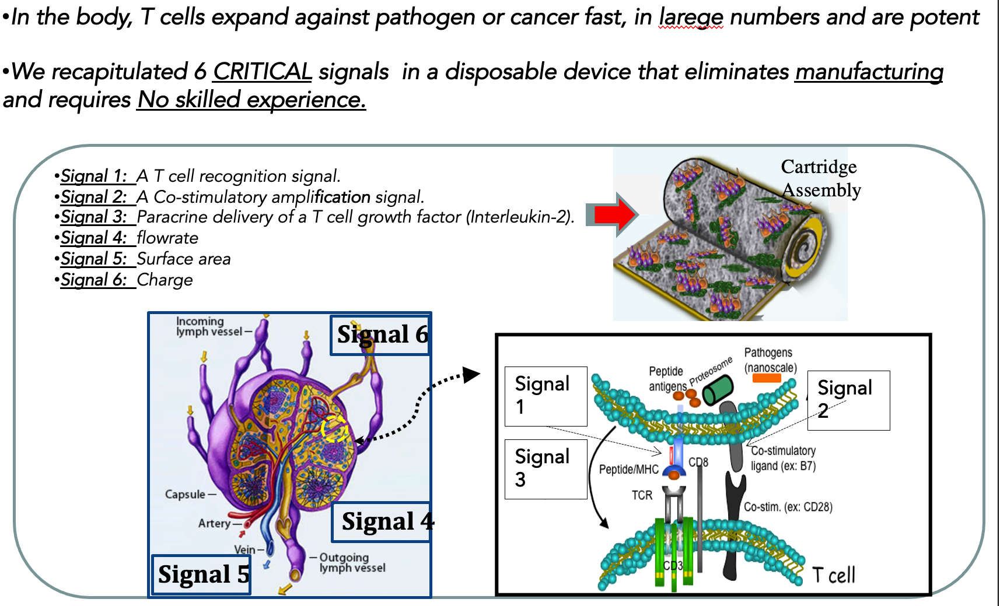 •In the body, T cells expand against pathogen or cancer fast, in larege numbers and are potent
•We recapitulated 6 CRITICAL signals in a disposable device that eliminates manufacturing
and requires No skilled experience.
•Signal 1: A T cell recognition signal.
•Signal 2: A Co-stimulatory amplification signal.
•Signal 3: Paracrine delivery of a T cell growth factor (Interleukin-2).
•Signal 4: flowrate
•Signal 5: Surface area
•Signal 6: Charge
Cartridge
Assembly
Incoming
lymph vessel
Signal 6
Capsule
Artery
Signal 4
Vein
Outgoing
lymph vessel
Signal 5
Signal
1
Signal
3
Peptide
antigens
Proteosome
Pathogens
(nanoscale)
Signal
2
Co-stimulatory
ligand (ex: B7)
Peptide/MHC
CD8
TCR
Co-stim. (ex: CD28)
CD3
T cell